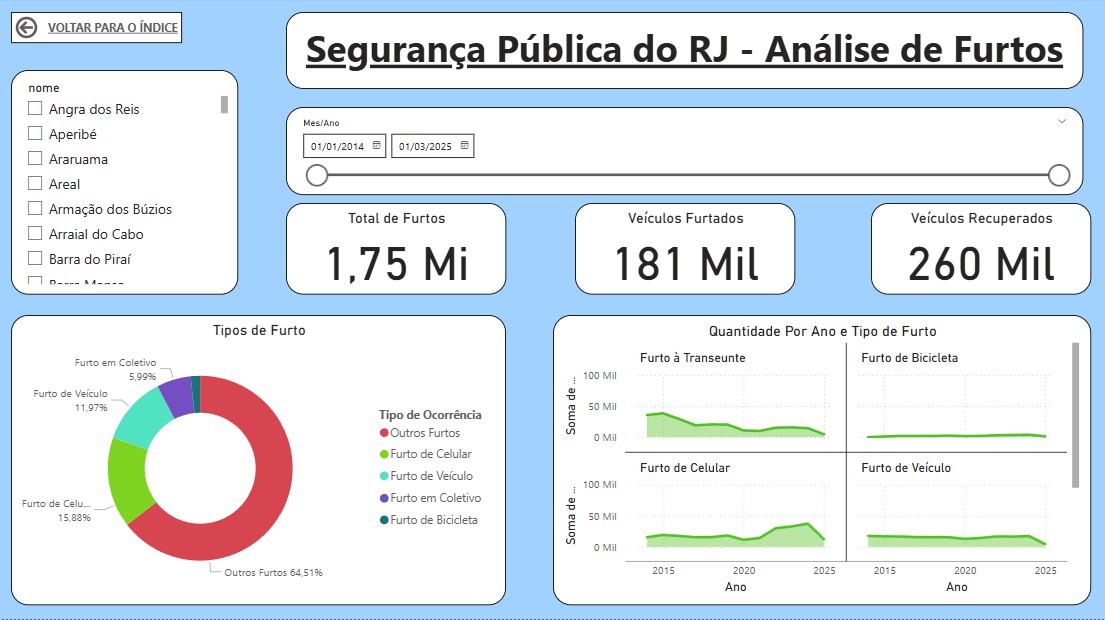 VOLTAR PARA O ÍNDICE
Segurança Pública do RJ - Análise de Furtos
nome
Angra dos Reis
Aperibé
Araruama
Areal
Armação dos Búzios
Arraial do Cabo
Barra do Piraí
Barra Mansa
Mes/Ano
01/01/2014
01/03/2025
Total de Furtos
1,75 Mi
Veículos Furtados
181 Mil
Veículos Recuperados
260 Mil
Tipos de Furto
Furto em Coletivo
5,99%
Furto de Veículo
11,97%
Furto de Celu...
15,88%
Outros Furtos 64,51%
Tipo de Ocorrência
Outros Furtos
Furto de Celular
Furto de Veículo
Furto em Coletivo
Furto de Bicicleta
Quantidade Por Ano e Tipo de Furto
Furto à Transeunte
Furto de Bicicleta
Soma de ...
100 Mil
50 Mil
0 Mil
Furto de Celular
Furto de Veículo
Soma de ...
100 Mil
50 Mil
0 Mil
2015
2020
2025
2015
2020
2025
Ano
Ano